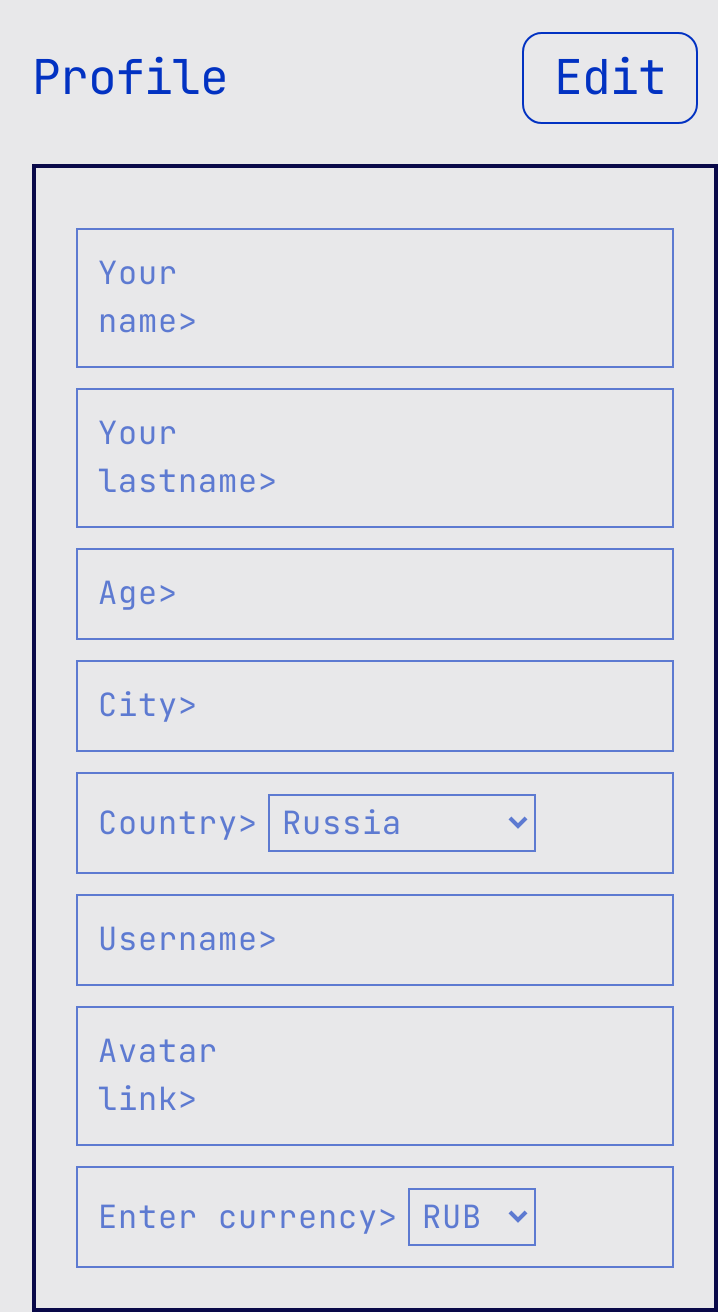 Profile
Edit
Your
name>
Your
lastname>
Age>
City>
Country> Russia
Username>
Avatar
link>
Enter currency> RUB